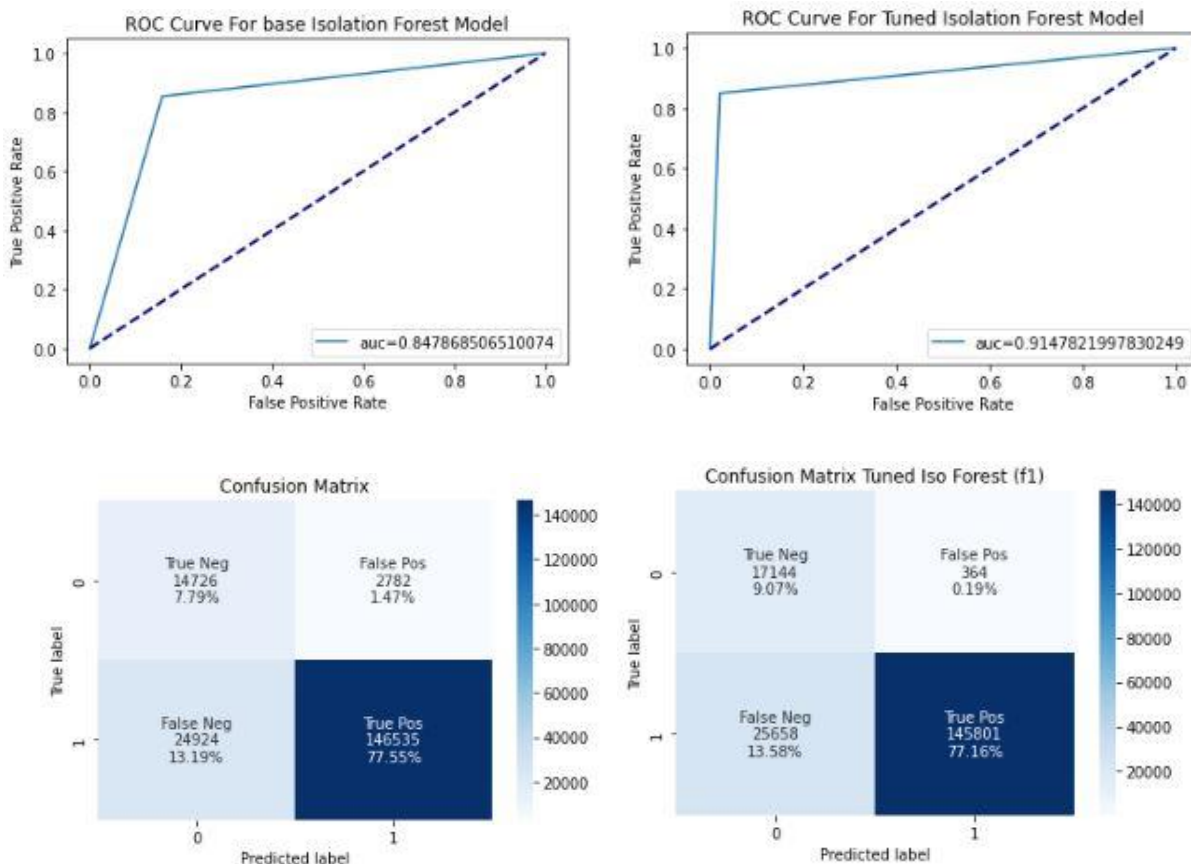 ROC Curve For base Isolation Forest Model
True Positive Rate
1.0
0.8
0.6
0.4
0.2
0.0
auc=0.847868506510074
0.0 0.2 0.4 0.6 0.8 1.0
False Positive Rate
ROC Curve For Tuned Isolation Forest Model
True Positive Rate
1.0
0.8
0.6
0.4
0.2
0.0
auc=0.9147821997830249
0.0 0.2 0.4 0.6 0.8 1.0
False Positive Rate
Confusion Matrix
True label
0
1
True Neg
14726
7.79%
False Pos
2782
1.47%
False Neg
24924
13.19%
True Pos
146535
77.55%
0 1
Predicted label
140000
120000
100000
80000
60000
40000
20000
Confusion Matrix Tuned Iso Forest (f1)
True label
0
1
True Neg
17144
9.07%
False Pos
364
0.19%
False Neg
25658
13.58%
True Pos
145801
77.16%
0 1
Predicted label
140000
120000
100000
80000
60000
40000
20000